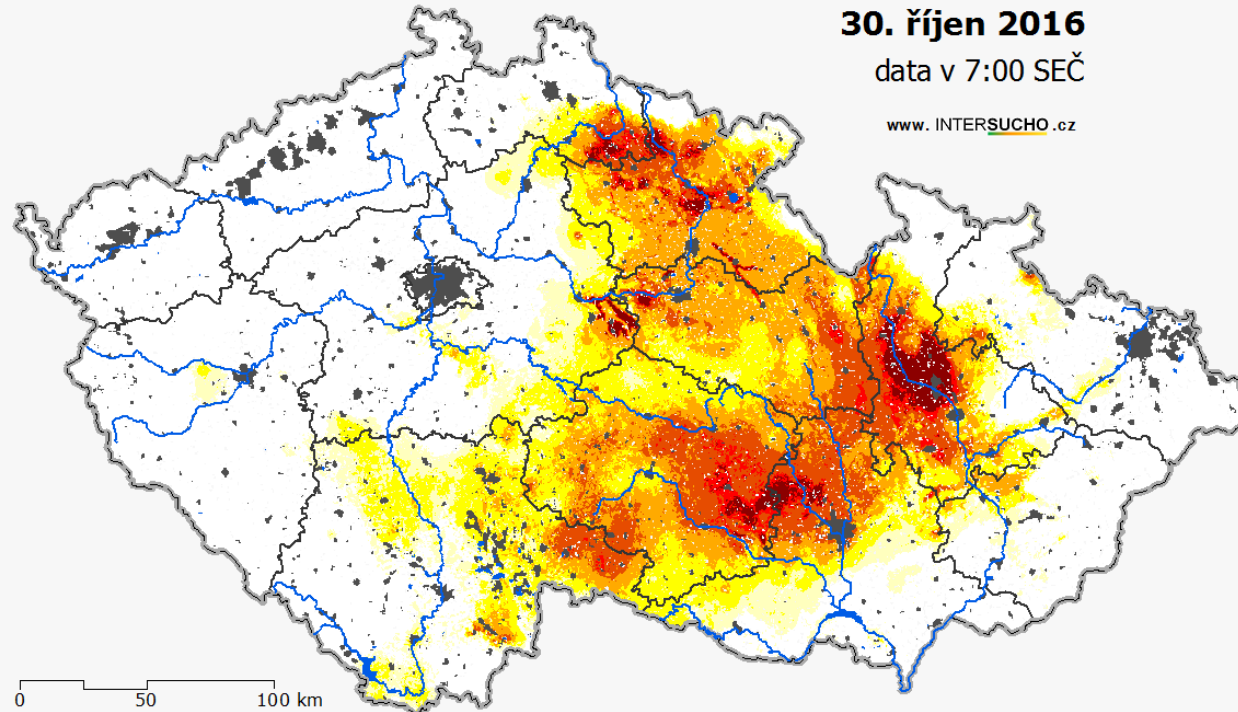 30. říjen 2016
data v 7:00 SEČ
www. INTERSUCHO .cz
0 50 100 km